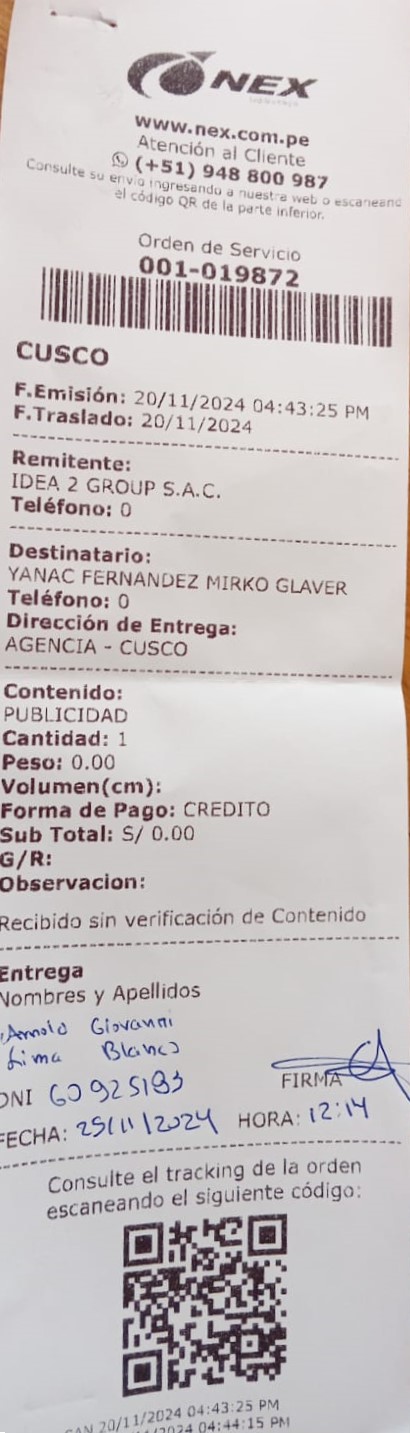 NEX
www.nex.com.pe
Atención al Cliente
(+51) 948 800 987
Consulte su envío ingresando a nuestra web o escaneand
el código QR de la parte inferior.
Orden de Servicio
001-019872
CUSCO
F.Emisión: 20/11/2024 04:43:25 PM
F.Traslado: 20/11/2024
Remitente:
IDEA 2 GROUP S.A.C.
Teléfono: 0
Destinatario:
YANAC FERNANDEZ MIRKO GLAVER
Teléfono: 0
Dirección de Entrega:
AGENCIA - CUSCO
Contenido:
PUBLICIDAD
Cantidad: 1
Peso: 0.00
Volumen(cm):
Forma de Pago: CREDITO
Sub Total: S/ 0.00
G/R:
Observacion:
Recibido sin verificación de Contenido
Entrega
Nombres y Apellidos
Arnold Giovanni
Lima Blanco
DNI 60925193 FIRMA
FECHA: 25/11/2024 HORA: 12:14
Consulte el tracking de la orden
escaneando el siguiente código:
20/11/2024 04:43:25 PM
/2024 04:44:15 PM